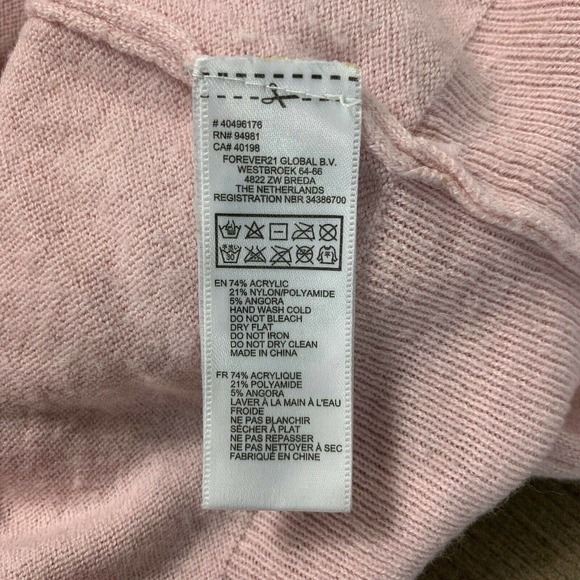 # 40496176
RN# 94981
CA# 40198
FOREVER21 GLOBAL B.V.
WESTBROEK 64-66
4822 ZW BREDA
THE NETHERLANDS
REGISTRATION NBR 34386700
EN 74% ACRYLIC
21% NYLON/POLYAMIDE
5% ANGORA
HAND WASH COLD
DO NOT BLEACH
DRY FLAT
DO NOT IRON
DO NOT DRY CLEAN
MADE IN CHINA
FR 74% ACRYLIQUE
21% POLYAMIDE
5% ANGORA
LAVER À LA MAIN À L'EAU
FROIDE
NE PAS BLANCHIR
SÉCHER À PLAT
NE PAS REPASSER
NE PAS NETTOYER À SEC
FABRIQUÉ EN CHINE